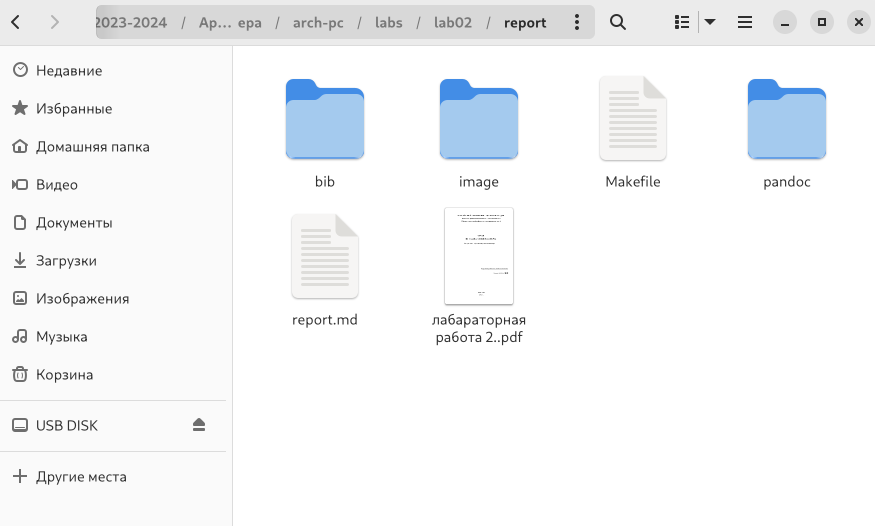 2023-2024 / Ар… ера / arch-pc / labs / lab02 / report
Недавние
Избранные
Домашняя папка
Видео
Документы
Загрузки
Изображения
Музыка
Корзина
USB DISK
Другие места
bib
image
Makefile
pandoc
report.md
лабараторная
работа 2..pdf